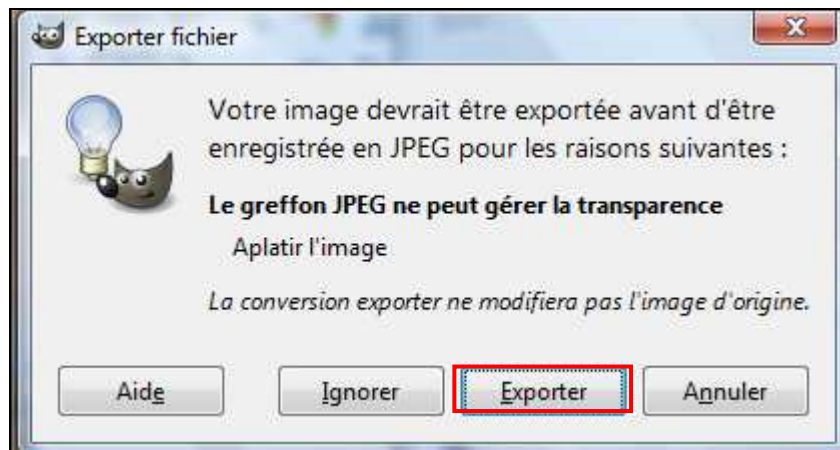 Exporter fichier
Votre image devrait être exportée avant d'être
enregistrée en JPEG pour les raisons suivantes :
Le greffon JPEG ne peut gérer la transparence
Aplatir l'image
La conversion exporter ne modifiera pas l'image d'origine.
Aide Ignorer Exporter Annuler